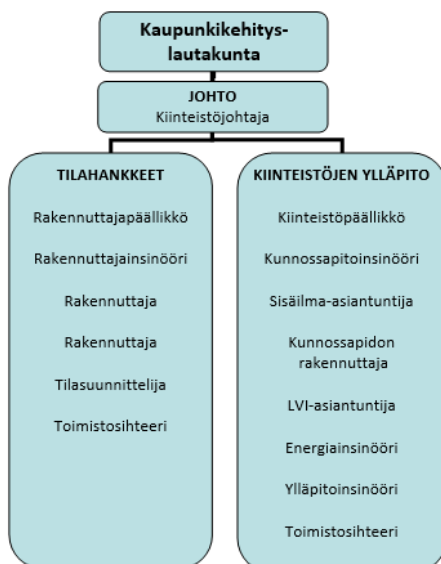 Kaupunkikehitys-
lautakunta
JOHTO
Kiinteistöjohtaja
TILAHANKKEET
Rakennuttajapäällikkö
Rakennuttajainsinööri
Rakennuttaja
Rakennuttaja
Tilasuunnittelija
Toimistosihteeri
KIINTEISTÖJEN YLLÄPITO
Kiinteistöpäällikkö
Kunnossapitoinsinööri
Sisäilma-asiantuntija
Kunnossapidon
rakennuttaja
LVI-asiantuntija
Energiainsinööri
Ylläpitoinsinööri
Toimistosihteeri